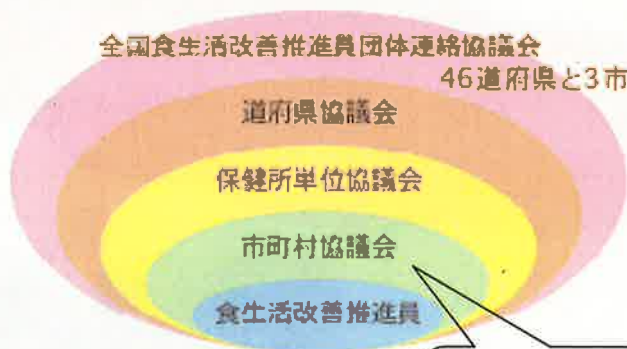 全国食生活改善推進員団体連絡協議会
46道府県と3市
道府県協議会
保健所単位協議会
市町村協議会
食生活改善推進員